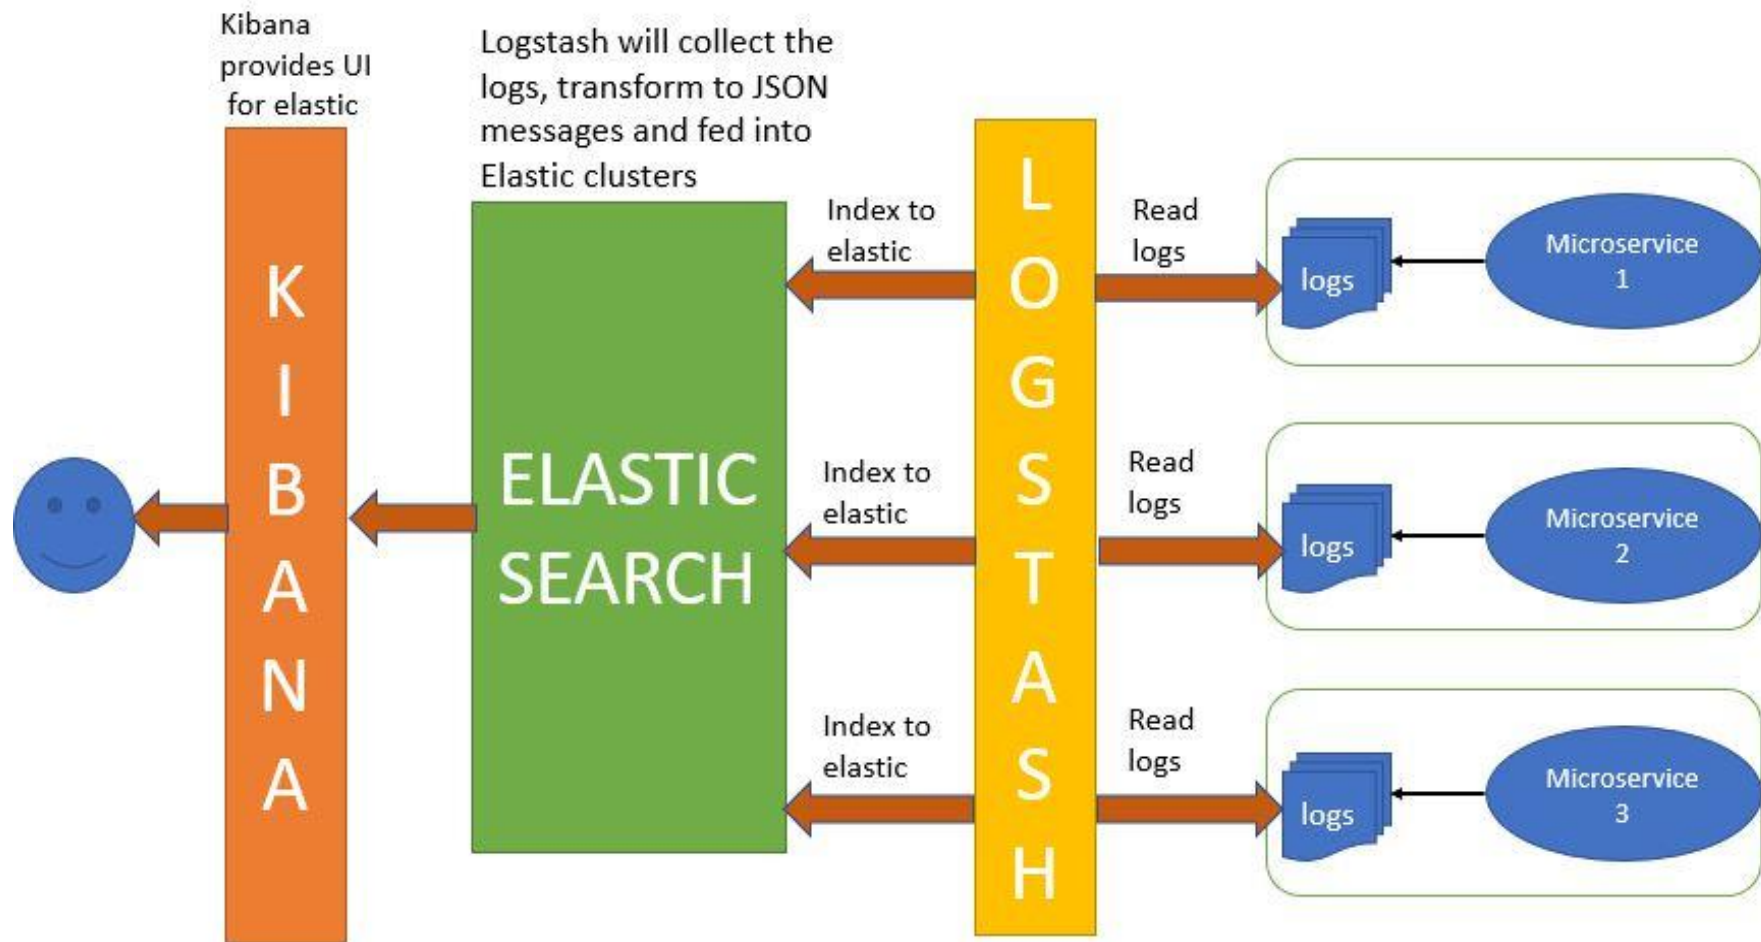 Kibana
provides UI
for elastic
Logstash will collect the
logs, transform to JSON
messages and fed into
Elastic clusters
KIBANA
ELASTIC
SEARCH
LOGSTASH
Index to
elastic
Read
logs
logs
Microservice
1
Index to
elastic
Read
logs
logs
Microservice
2
Index to
elastic
Read
logs
logs
Microservice
3